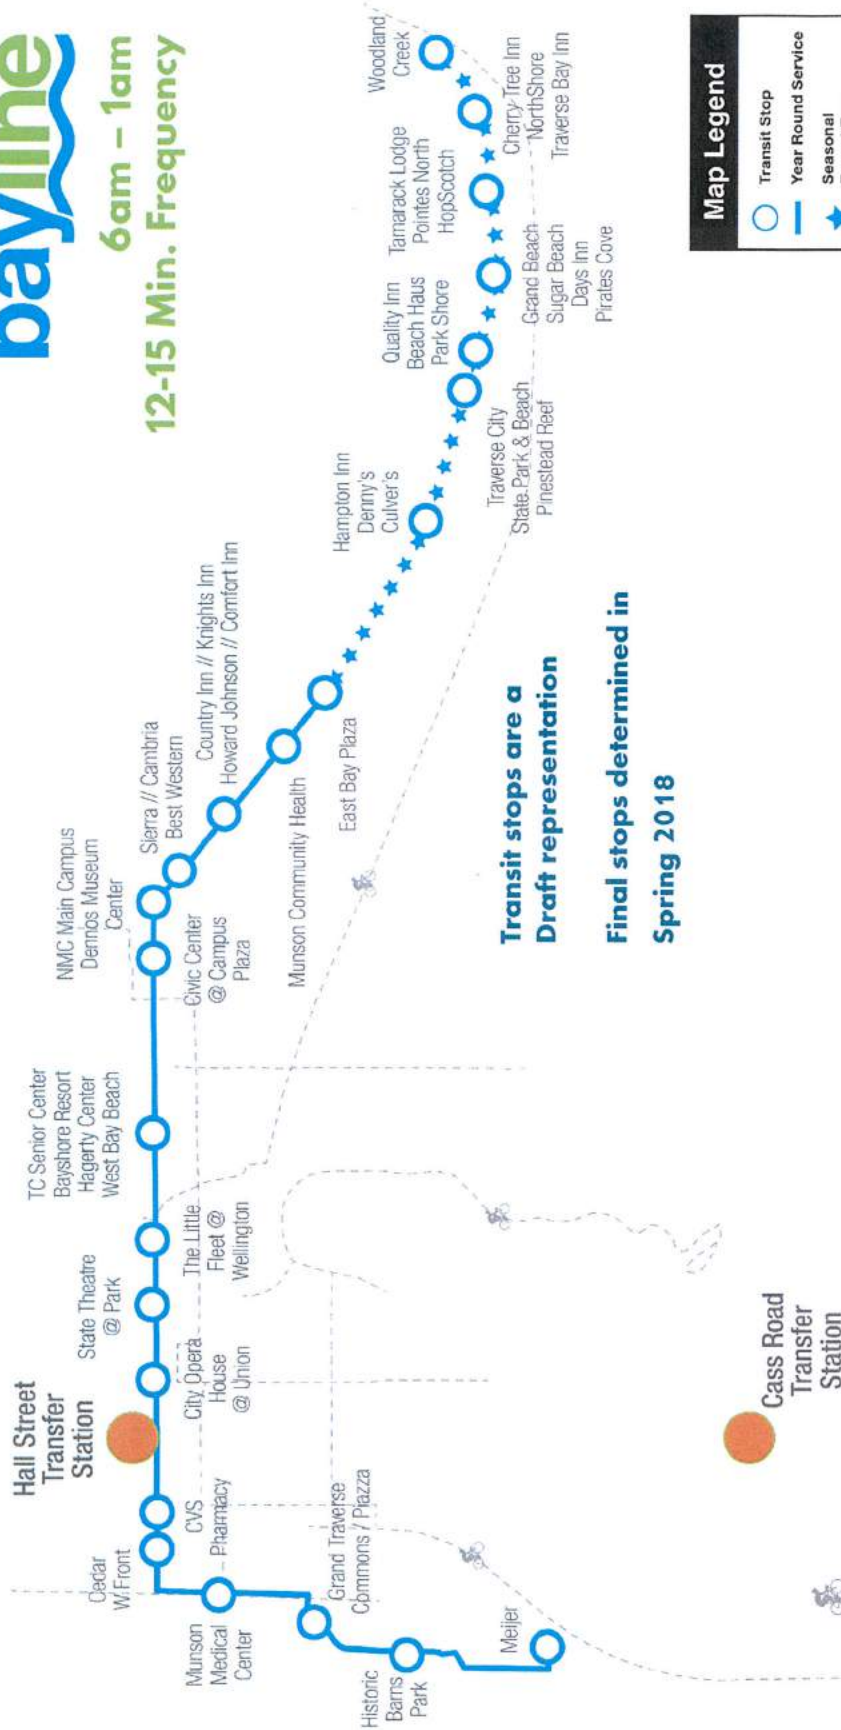 bayline
6am – 1am
12-15 Min. Frequency
Hall Street
Transfer
Station
Cedar
W. Front
CVS
Pharmacy
Munson
Medical
Center
Grand Traverse
Commons / Piazza
Historic
Barns
Park
Meijer
City Opera
House
@ Union
State Theatre
@ Park
The Little
Fleet @
Wellington
TC Senior Center
Bayshore Resort
Hagerty Center
West Bay Beach
NMC Main Campus
Dennos Museum
Center
Civic Center
@ Campus
Plaza
Sierra // Cambria
Best Western
Country Inn // Knights Inn
Howard Johnson // Comfort Inn
Munson Community Health
East Bay Plaza
Hampton Inn
Denny's
Culver's
Traverse City
State Park & Beach
Pinestead Reef
Quality Inn
Beach Haus
Park Shore
Grand Beach
Sugar Beach
Days Inn
Pirates Cove
Tamarack Lodge
Pointes North
HopScotch
Cherry Tree Inn
NorthShore
Traverse Bay Inn
Woodland
Creek
Transit stops are a
Draft representation
Final stops determined in
Spring 2018
Cass Road
Transfer
Station
Map Legend
Transit Stop
Year Round Service
Seasonal